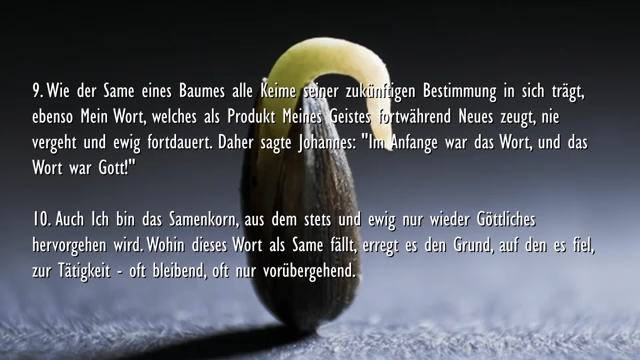 9. Wie der Same eines Baumes alle Keime seiner zukünftigen Bestimmung in sich trägt,
ebenso Mein Wort, welches als Produkt Meines Geistes fortwährend Neues zeugt, nie
vergeht und ewig fortdauert. Daher sagte Johannes: "Im Anfange war das Wort, und das
Wort war Gott!"
10. Auch Ich bin das Samenkorn, aus dem stets und ewig nur wieder Göttliches
hervorgehen wird. Wohin dieses Wort als Same fällt, erregt es den Grund, auf den es fiel,
zur Tätigkeit - oft bleibend, oft nur vorübergehend.